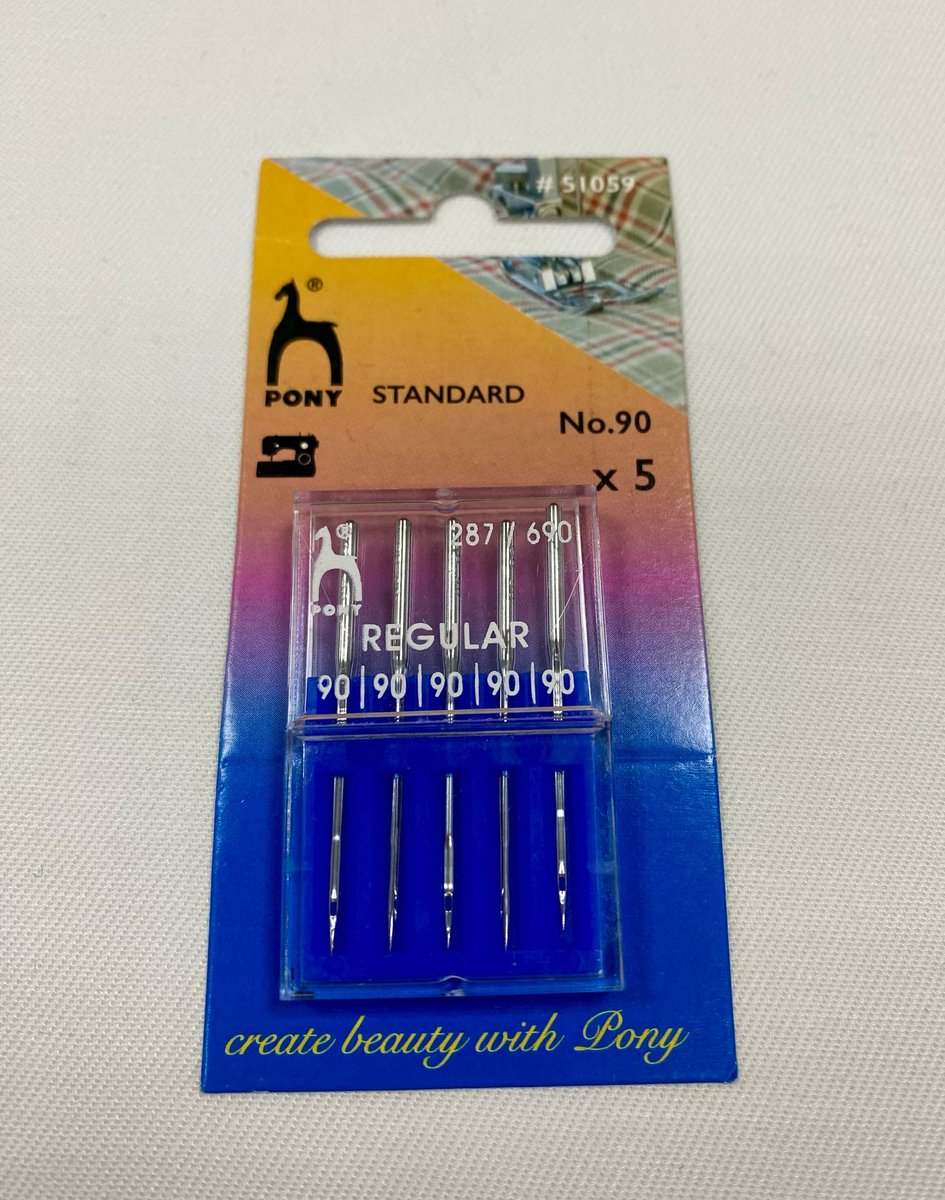 # 51059
®
PONY
STANDARD
No.90
x 5
®
287 / 690
PONY
REGULAR
90 | 90 | 90 | 90 | 90
create beauty with Pony